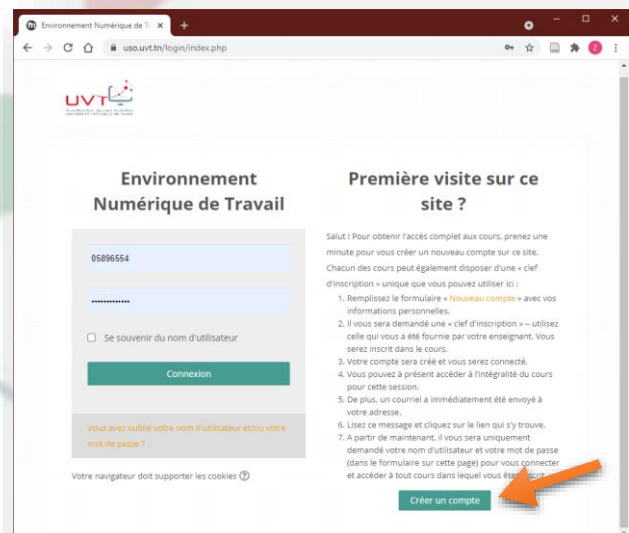 Environnement Numérique de T
uso.uvt.tn/login/index.php
Z
UVT
Environnement
Numérique de Travail
05896554
••••••••••••
Se souvenir du nom d'utilisateur
Connexion
Vous avez oublié votre nom d'utilisateur et/ou votre
mot de passe ?
Votre navigateur doit supporter les cookies
Première visite sur ce
site ?
Salut ! Pour obtenir l'accès complet aux cours, prenez une
minute pour vous créer un nouveau compte sur ce site.
Chacun des cours peut également disposer d'une « clef
d'inscription » unique que vous pouvez utiliser ici :
1. Remplissez le formulaire « Nouveau compte » avec vos
informations personnelles.
2. Il vous sera demandé une « clef d'inscription » – utilisez
celle qui vous a été fournie par votre enseignant. Vous
serez inscrit dans le cours.
3. Votre compte sera créé et vous serez connecté.
4. Vous pouvez à présent accéder à l'intégralité du cours
pour cette session.
5. De plus, un courriel a immédiatement été envoyé à
votre adresse.
6. Lisez ce message et cliquez sur le lien qui s'y trouve.
7. A partir de maintenant, il vous sera uniquement
demandé votre nom d'utilisateur et votre mot de passe
(dans le formulaire sur cette page) pour vous connecter
et accéder à tout cours dans lequel vous êtes
Créer un compte